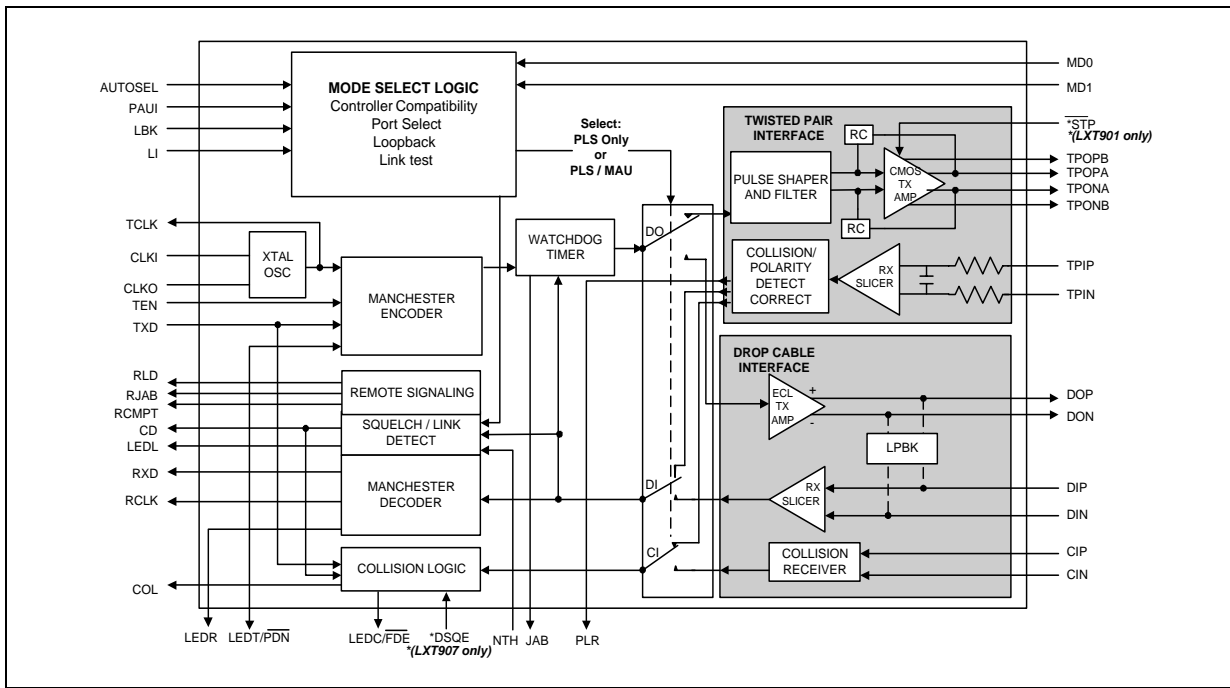 AUTOSEL
PAUI
LBK
LI
MODE SELECT LOGIC
Controller Compatibility
Port Select
Loopback
Link test
MD0
MD1
Select:
PLS Only
or
PLS / MAU
TWISTED PAIR
INTERFACE
*STP
*(LXT901 only)
RC
PULSE SHAPER
AND FILTER
CMOS
TX
AMP
RC
TPOPB
TPOPA
TPONA
TPONB
TCLK
CLKI
CLKO
TEN
TXD
XTAL
OSC
MANCHESTER
ENCODER
WATCHDOG
TIMER
DO
COLLISION/
POLARITY
DETECT
CORRECT
RX
SLICER
TPIP
TPIN
RLD
RJAB
RCMPT
CD
LEDL
RXD
RCLK
COL
REMOTE SIGNALING
SQUELCH / LINK
DETECT
MANCHESTER
DECODER
COLLISION LOGIC
DI
CI
DROP CABLE
INTERFACE
ECL
TX
AMP
+
-
LPBK
RX
SLICER
COLLISION
RECEIVER
DOP
DON
DIP
DIN
CIP
CIN
LEDR
LEDT/PDN
LEDC/FDE
*DSQE
*(LXT907 only)
NTH
JAB
PLR